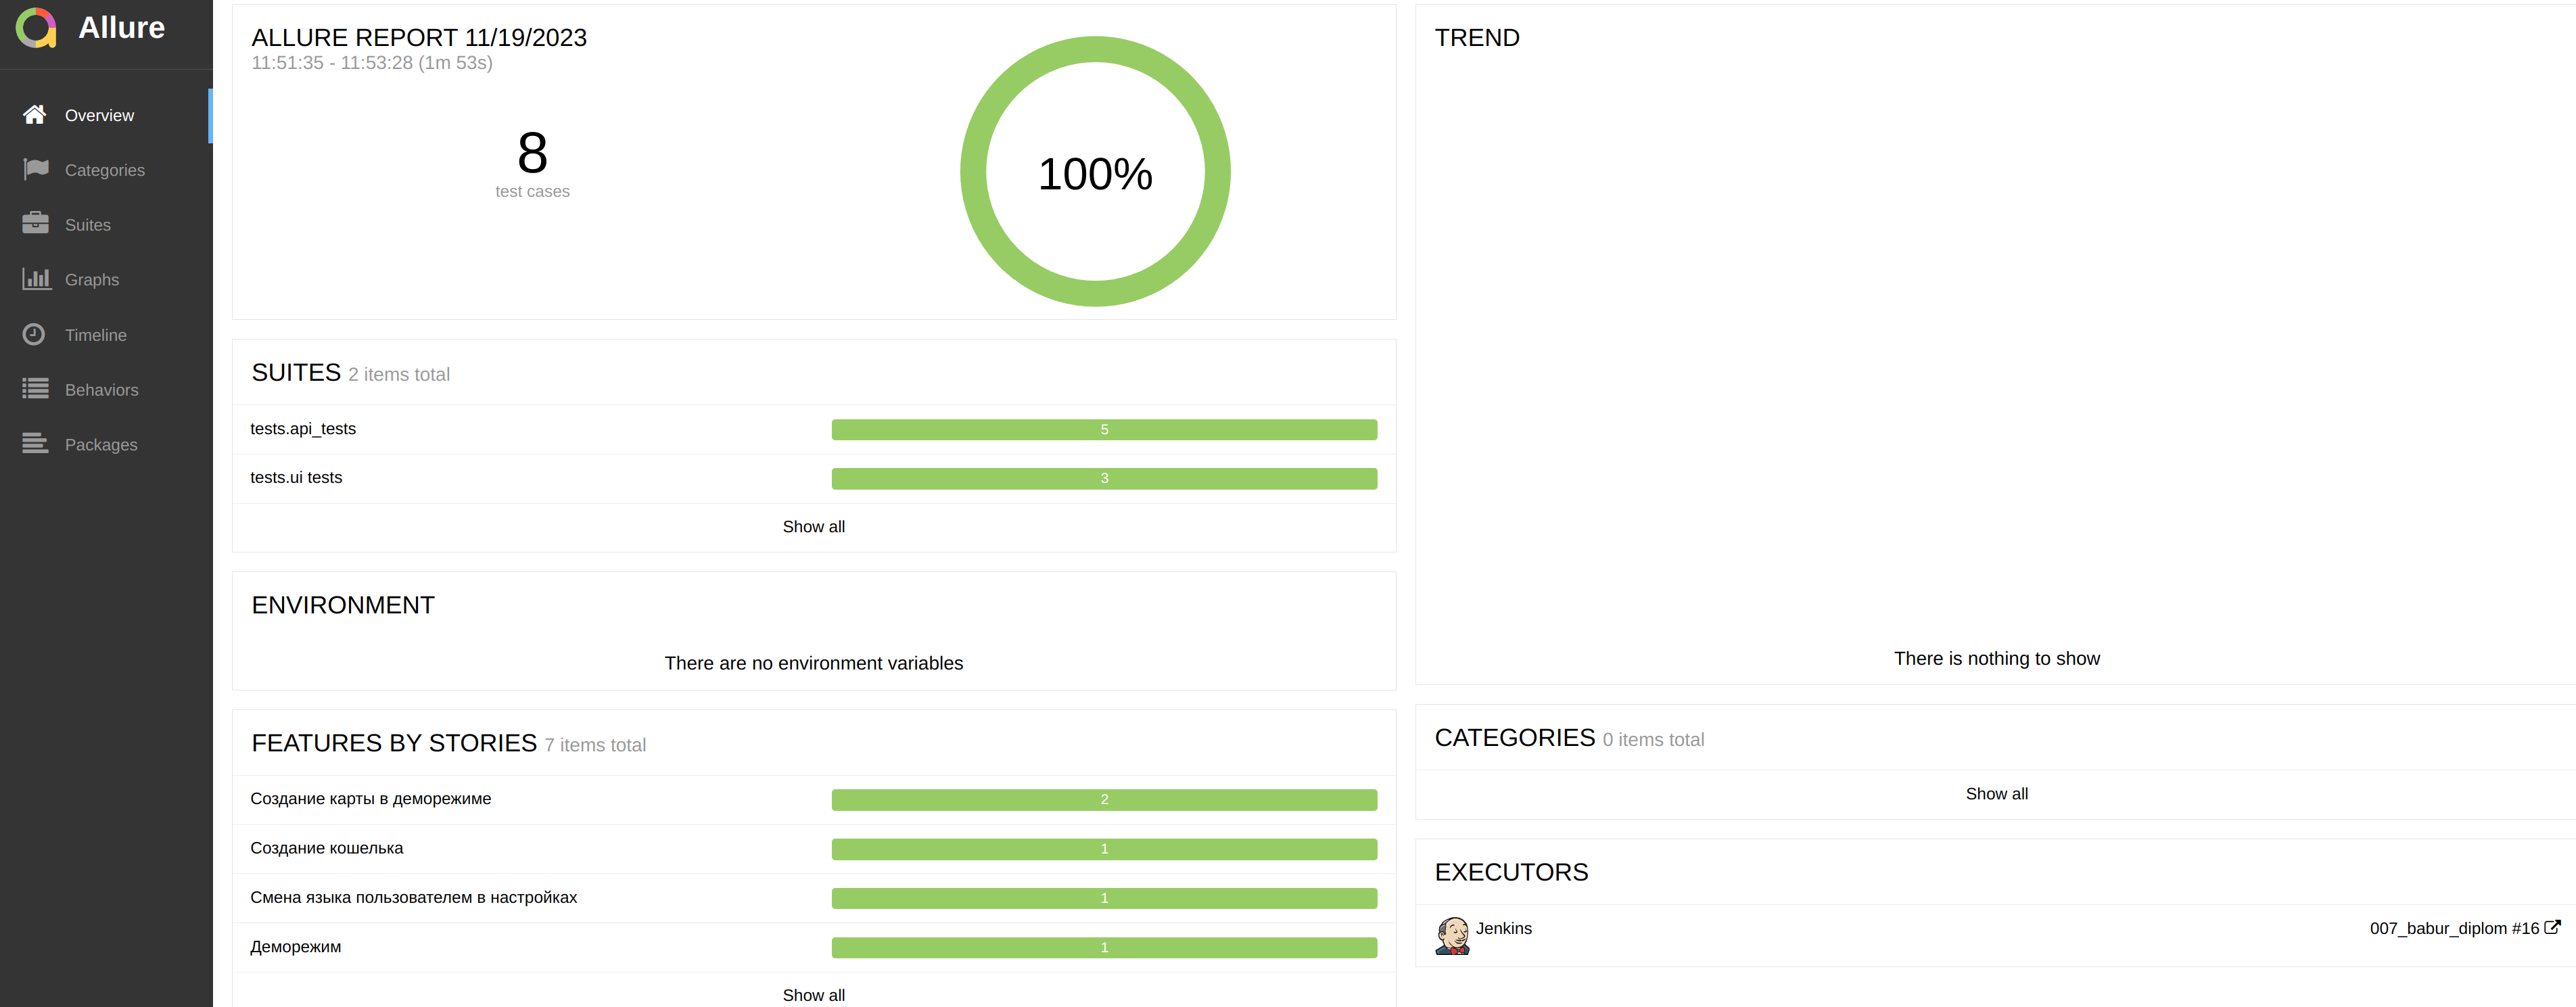 Allure
Overview
Categories
Suites
Graphs
Timeline
Behaviors
Packages
ALLURE REPORT 11/19/2023
11:51:35 - 11:53:28 (1m 53s)
8
test cases
100%
SUITES 2 items total
tests.api_tests 5
tests.ui tests 3
Show all
ENVIRONMENT
There are no environment variables
FEATURES BY STORIES 7 items total
Создание карты в деморежиме 2
Создание кошелька 1
Смена языка пользователем в настройках 1
Деморежим 1
Show all
TREND
There is nothing to show
CATEGORIES 0 items total
Show all
EXECUTORS
Jenkins 007_babur_diplom #16